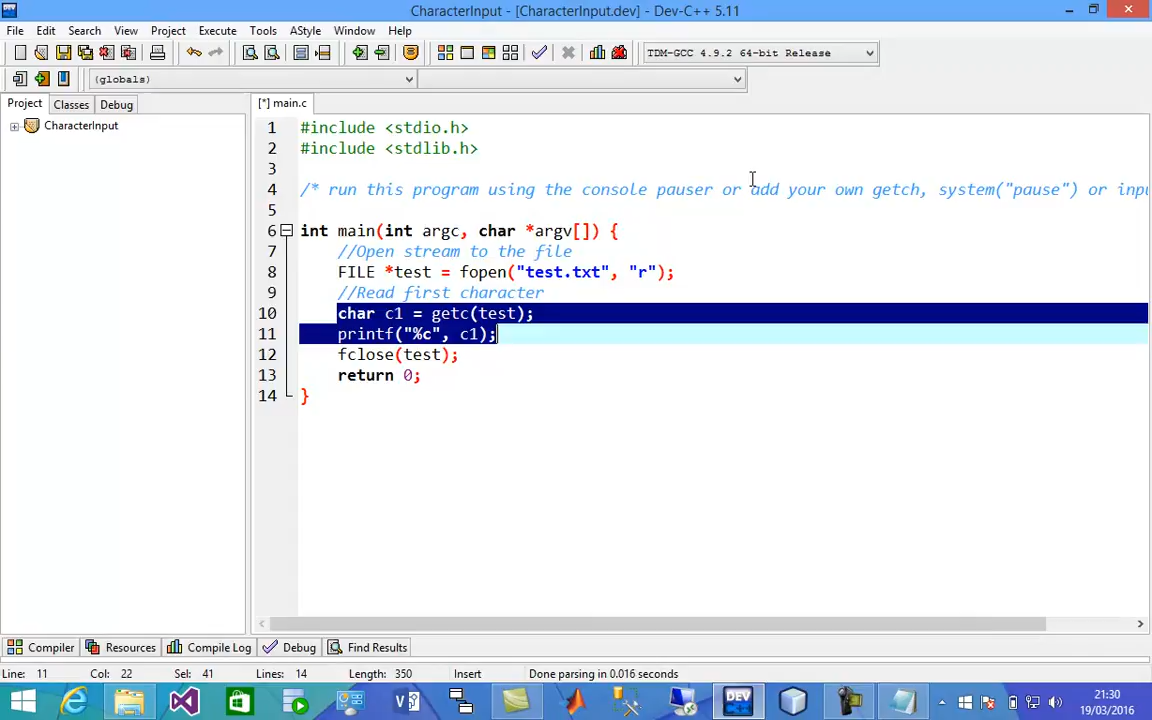 CharacterInput - [CharacterInput.dev] - Dev-C++ 5.11
File Edit Search View Project Execute Tools AStyle Window Help
TDM-GCC 4.9.2 64-bit Release
(globals)
Project Classes Debug
[*] main.c
CharacterInput
1 #include <stdio.h>
2 #include <stdlib.h>
3
4 /* run this program using the console pauser or add your own getch, system("pause") or inpu
5
6 int main(int argc, char *argv[]) {
7 //Open stream to the file
8 FILE *test = fopen("test.txt", "r");
9 //Read first character
10 char c1 = getc(test);
11 printf("%c", c1);
12 fclose(test);
13 return 0;
14 }
Compiler Resources Compile Log Debug Find Results
Line: 11 Col: 22 Sel: 41 Lines: 14 Length: 350 Insert Done parsing in 0.016 seconds
DEV
21:30
19/03/2016